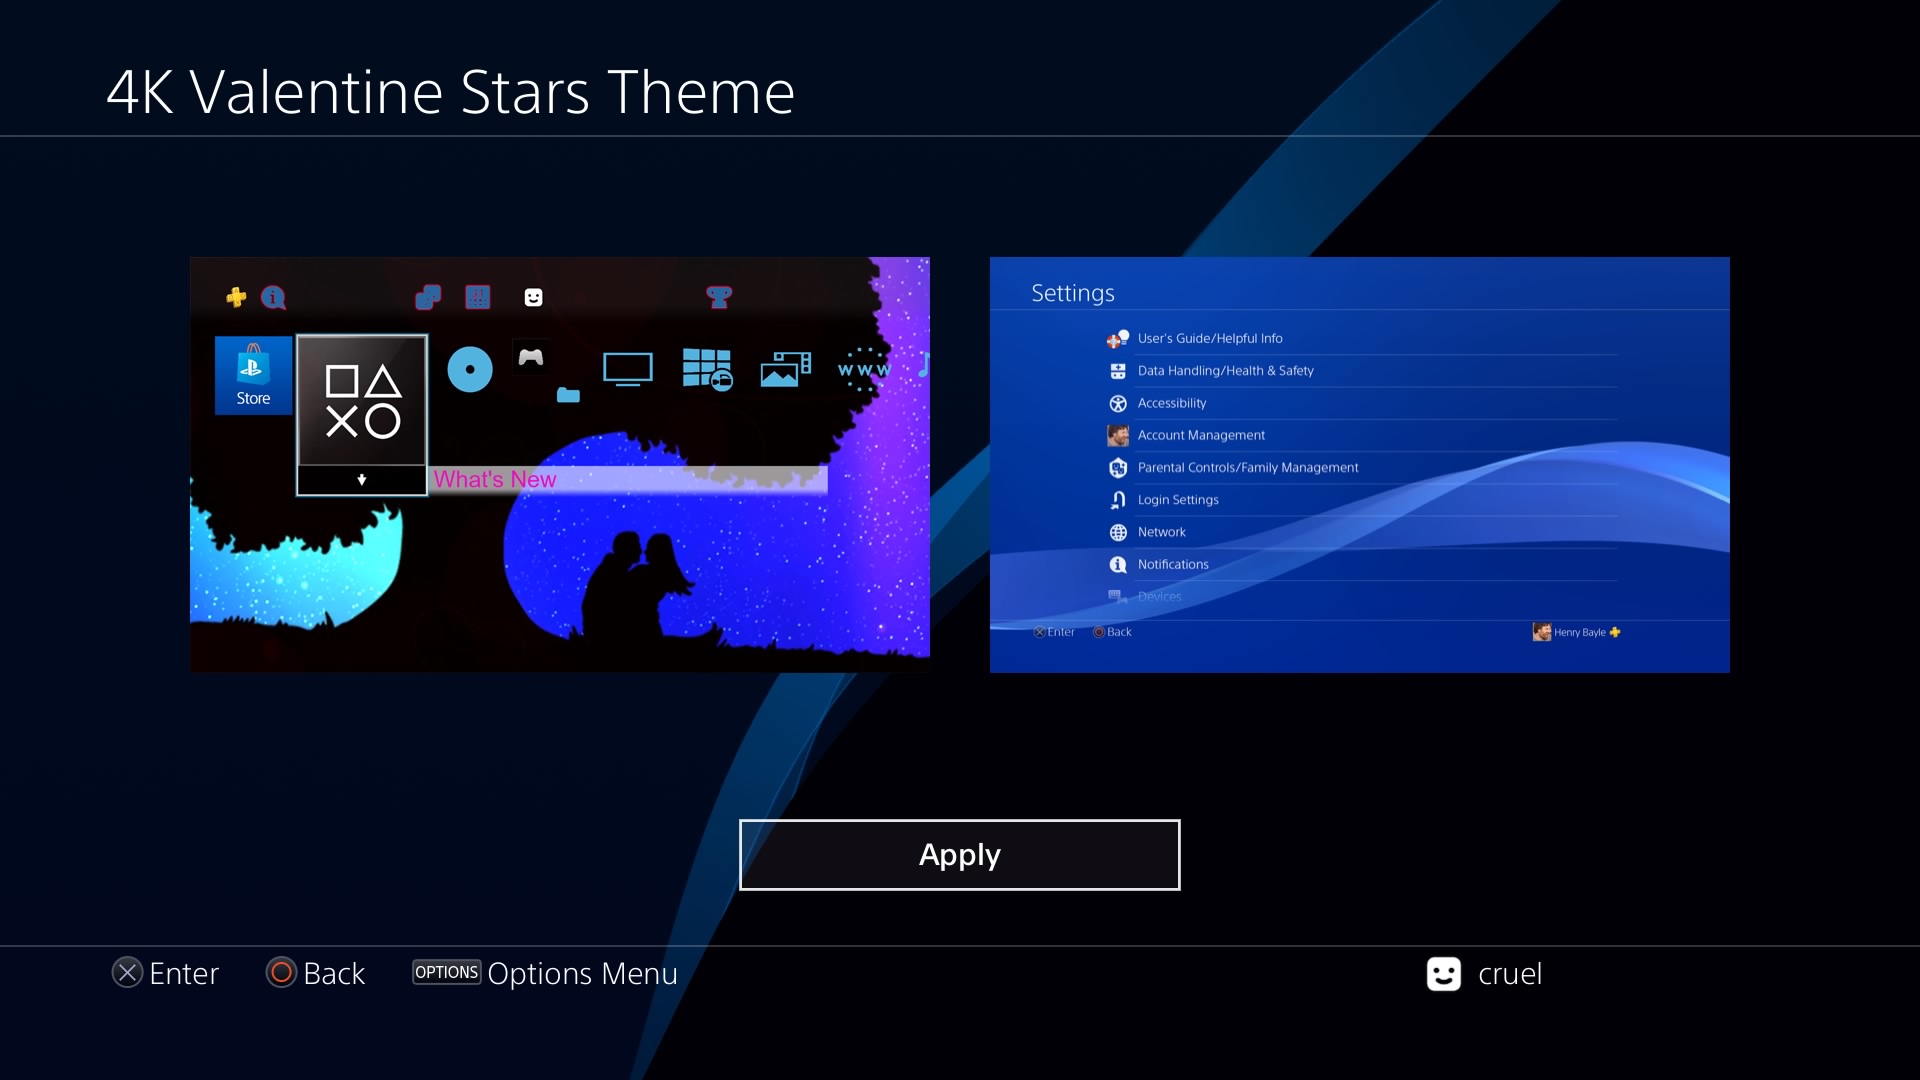 4K Valentine Stars Theme
Store
What's New
www
Settings
User's Guide/Helpful Info
Data Handling/Health & Safety
Accessibility
Account Management
Parental Controls/Family Management
Login Settings
Network
Notifications
Devices
Enter Back Henry Bayle
Apply
Enter Back OPTIONS Options Menu cruel